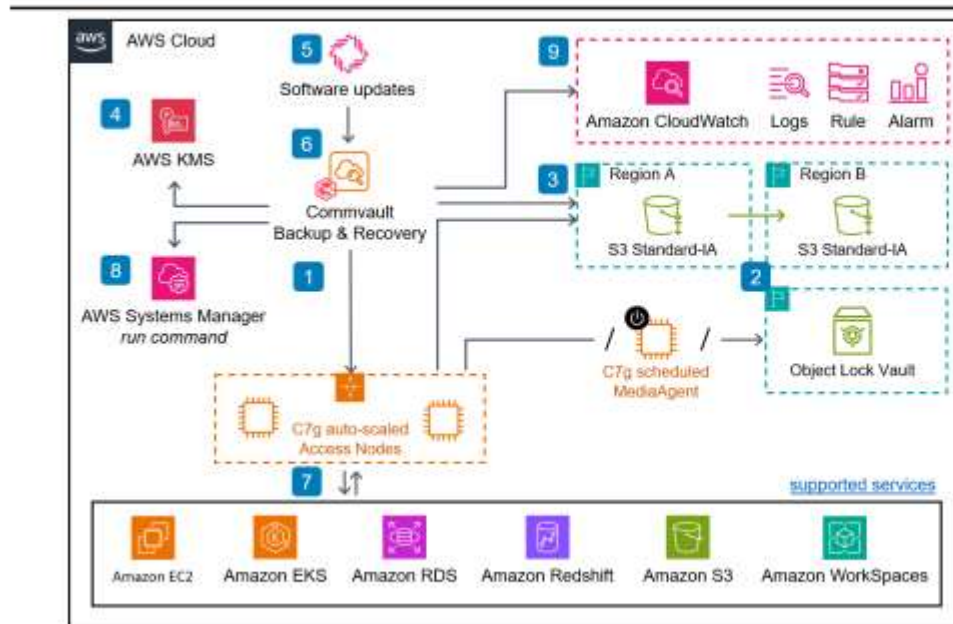 aws
AWS Cloud
5
Software updates
9
Amazon CloudWatch
Logs
Rule
Alarm
4
AWS KMS
6
Commvault
Backup & Recovery
3
Region A
S3 Standard-IA
Region B
S3 Standard-IA
8
AWS Systems Manager
run command
1
2
Object Lock Vault
/
/
C7g scheduled
MediaAgent
C7g auto-scaled
Access Nodes
7
supported services
Amazon EC2
Amazon EKS
Amazon RDS
Amazon Redshift
Amazon S3
Amazon WorkSpaces